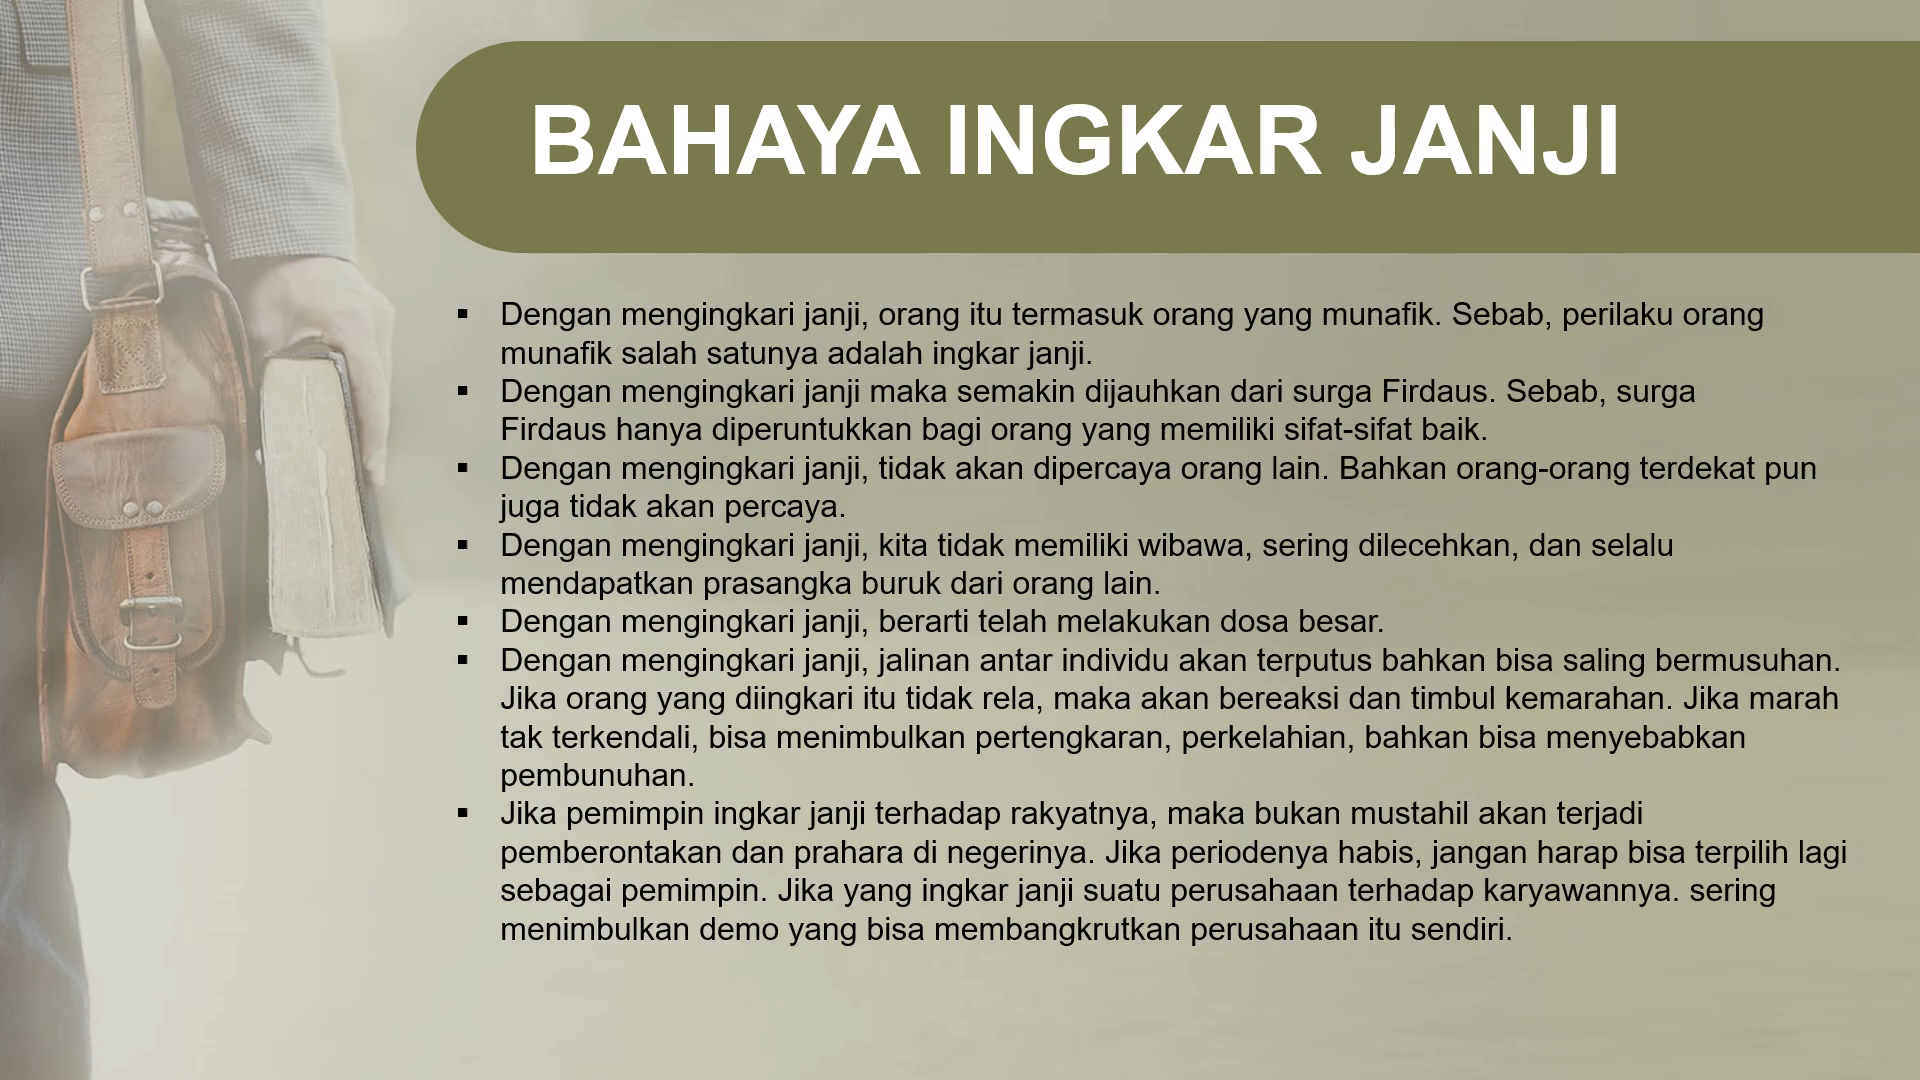 BAHAYA INGKAR JANJI
▪ Dengan mengingkari janji, orang itu termasuk orang yang munafik. Sebab, perilaku orang
munafik salah satunya adalah ingkar janji.
▪ Dengan mengingkari janji maka semakin dijauhkan dari surga Firdaus. Sebab, surga
Firdaus hanya diperuntukkan bagi orang yang memiliki sifat-sifat baik.
▪ Dengan mengingkari janji, tidak akan dipercaya orang lain. Bahkan orang-orang terdekat pun
juga tidak akan percaya.
▪ Dengan mengingkari janji, kita tidak memiliki wibawa, sering dilecehkan, dan selalu
mendapatkan prasangka buruk dari orang lain.
▪ Dengan mengingkari janji, berarti telah melakukan dosa besar.
▪ Dengan mengingkari janji, jalinan antar individu akan terputus bahkan bisa saling bermusuhan.
Jika orang yang diingkari itu tidak rela, maka akan bereaksi dan timbul kemarahan. Jika marah
tak terkendali, bisa menimbulkan pertengkaran, perkelahian, bahkan bisa menyebabkan
pembunuhan.
▪ Jika pemimpin ingkar janji terhadap rakyatnya, maka bukan mustahil akan terjadi
pemberontakan dan prahara di negerinya. Jika periodenya habis, jangan harap bisa terpilih lagi
sebagai pemimpin. Jika yang ingkar janji suatu perusahaan terhadap karyawannya. sering
menimbulkan demo yang bisa membangkrutkan perusahaan itu sendiri.